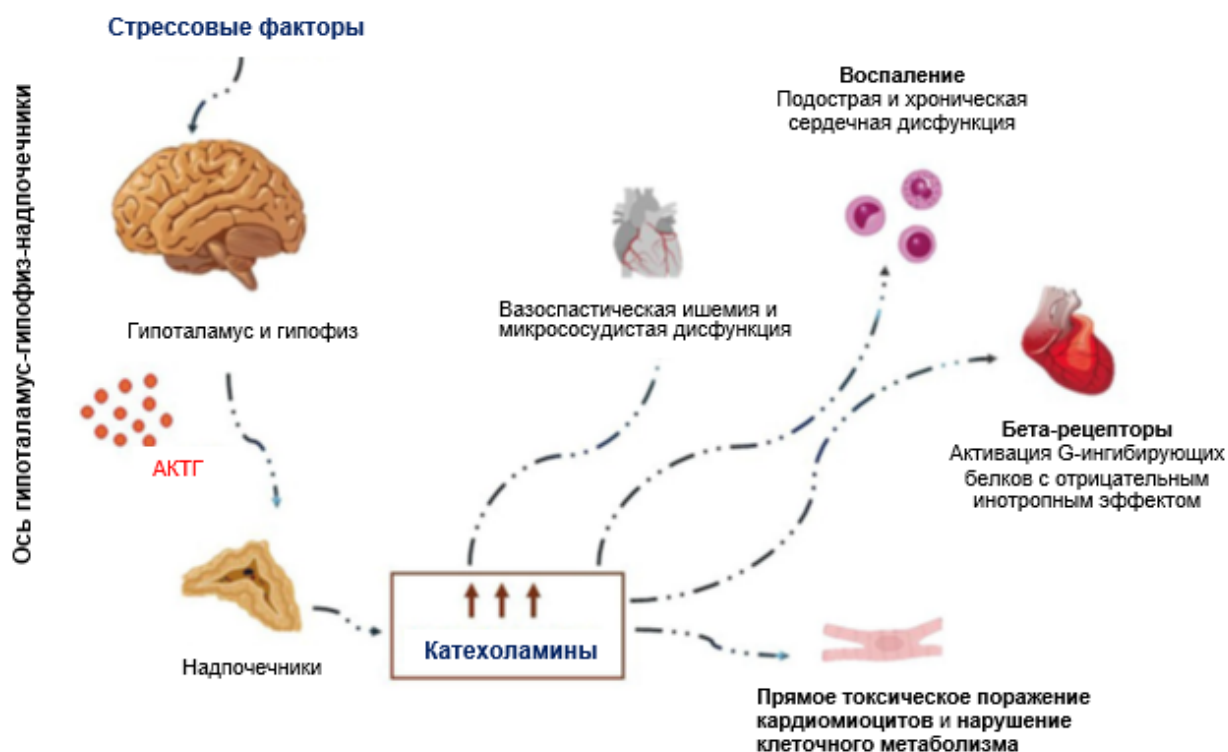 Стрессовые факторы
Ось гипоталамус-гипофиз-надпочечники
Воспаление
Подострая и хроническая
сердечная дисфункция
Гипоталамус и гипофиз
Вазоспастическая ишемия и
микрососудистая дисфункция
АКТГ
Бета-рецепторы
Активация G-ингибирующих
белков с отрицательным
инотропным эффектом
Надпочечники
Катехоламины
Прямое токсическое поражение
кардиомиоцитов и нарушение
клеточного метаболизма